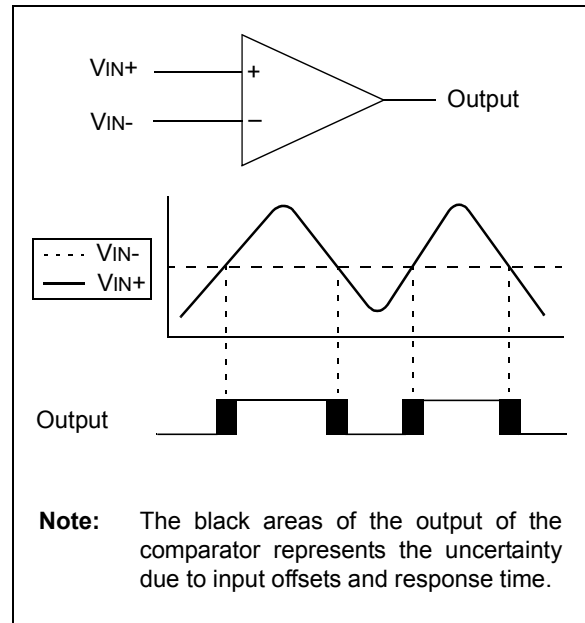 VIN+
+
VIN-
–
Output
VIN-
VIN+
Output
Note: The black areas of the output of the
comparator represents the uncertainty
due to input offsets and response time.